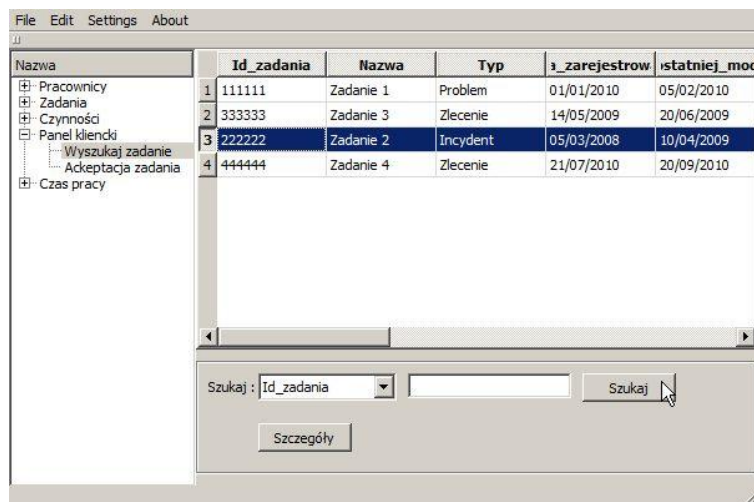 File Edit Settings About
Nazwa
Pracownicy
Zadania
Czynności
Panel kliencki
Wyszukaj zadanie
Ackeptacja zadania
Czas pracy
Id_zadania Nazwa Typ a_zarejestrow ostatniej_mod
1 111111 Zadanie 1 Problem 01/01/2010 05/02/2010
2 333333 Zadanie 3 Zlecenie 14/05/2009 20/06/2009
3 222222 Zadanie 2 Incydent 05/03/2008 10/04/2009
4 444444 Zadanie 4 Zlecenie 21/07/2010 20/09/2010
Szukaj : Id_zadania Szukaj
Szczegóły